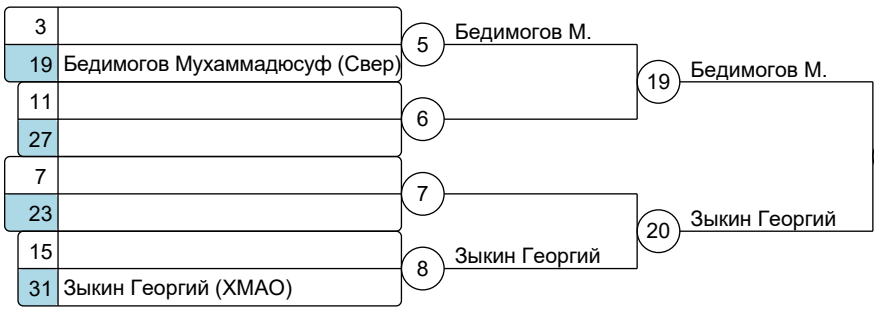 3
5
Бедимогов М.
19 Бедимогов Мухаммадюсуф (Свер)
19
Бедимогов М.
11
6
27
7
7
23
20
Зыкин Георгий
15
8
Зыкин Георгий
31 Зыкин Георгий (ХМАО)